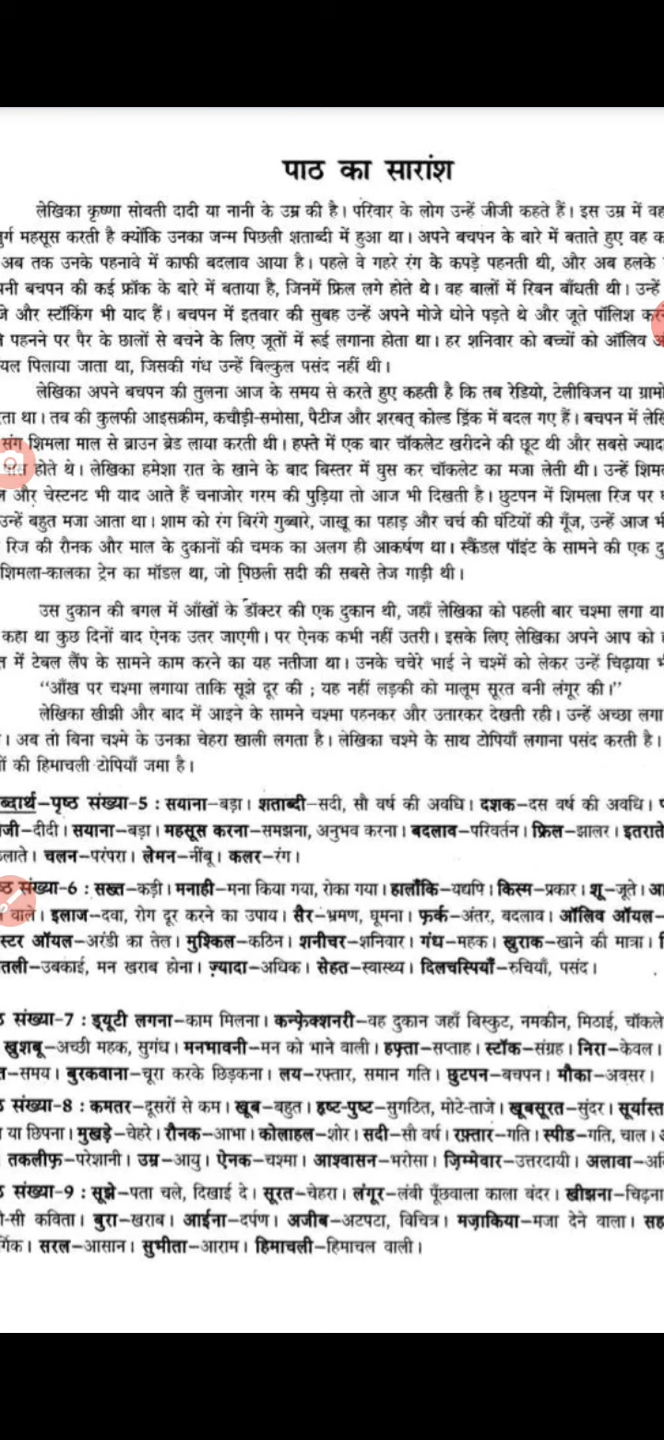 पाठ का सारांश
लेखिका कृष्णा सोवती दादी या नानी के उम्र की है। परिवार के लोग उन्हें जीजी कहते हैं। इस उम्र में वह
महसूस करती है क्योंकि उनका जन्म पिछली शताब्दी में हुआ था। अपने बचपन के बारे में बताते हुए वह
अब तक उनके पहनावे में काफी बदलाव आया है। पहले वे गहरे रंग के कपड़े पहनती थी, और अब हलके
बचपन की कई फ्रॉक के बारे में बताया है, जिनमें फ्रिल लगे होते थे। वह बालों में रिबन बाँधती थी। उन्हें
और स्टॉकिंग भी याद हैं। बचपन में इतवार की सुबह उन्हें अपने मोजे धोने पड़ते थे और जूते पॉलिश
पहनने पर पैर के छालों से बचने के लिए जूतों में रूई लगाना होता था। हर शनिवार को बच्चों को ऑलिव
पिलाया जाता था, जिसकी गंध उन्हें बिल्कुल पसंद नहीं थी।
लेखिका अपने बचपन की तुलना आज के समय से करते हुए कहती है कि तब रेडियो, टेलीविजन या
था। तब की कुलफी आइसक्रीम, कचौड़ी-समोसा, पैटीज और शरबत् कोल्ड ड्रिंक में बदल गए हैं। बचपन में
संग शिमला माल से ब्राउन ब्रेड लाया करती थी। हफ्ते में एक बार चॉकलेट खरीदने की छूट थी और सबसे
होते थे। लेखिका हमेशा रात के खाने के बाद बिस्तर में घुस कर चॉकलेट का मजा लेती थी। उन्हें
और चेस्टनट भी याद आते हैं चनाजोर गरम की पुड़िया तो आज भी दिखती है। छुटपन में शिमला रिज पर
उन्हें बहुत मजा आता था। शाम को रंग बिरंगे गुब्बारे, जाखू का पहाड़ और चर्च की घंटियों की गूँज, उन्हें आज
रिज की रौनक और माल के दुकानों की चमक का अलग ही आकर्षण था। स्कैंडल पॉइंट के सामने की एक
शिमला-कालका ट्रेन का मॉडल था, जो पिछली सदी की सबसे तेज गाड़ी थी।
उस दुकान की बगल में आँखों के डॉक्टर की एक दुकान थी, जहाँ लेखिका को पहली बार चश्मा लगा था
कहा था कुछ दिनों बाद ऐनक उतर जाएगी। पर ऐनक कभी नहीं उतरी। इसके लिए लेखिका अपने आप को
में टेबल लैंप के सामने काम करने का यह नतीजा था। उनके चचेरे भाई ने चश्में को लेकर उन्हें चिढ़ाया
"आँख पर चश्मा लगाया ताकि सूझे दूर की ; यह नहीं लड़की को मालूम सूरत बनी लंगूर की।"
लेखिका खीझी और बाद में आइने के सामने चश्मा पहनकर और उतारकर देखती रही। उन्हें अच्छा लगा
। अब तो बिना चश्मे के उनका चेहरा खाली लगता है। लेखिका चश्मे के साथ टोपियाँ लगाना पसंद करती है।
की हिमाचली टोपियाँ जमा है।
–पृष्ठ संख्या-5 : सयाना–बड़ा। शताब्दी–सदी, सौ वर्ष की अवधि। दशक–दस वर्ष की अवधि।
–दीदी। सयाना–बड़ा। महसूस करना–समझना, अनुभव करना। बदलाव–परिवर्तन। फ्रिल–झालर। इतराते
। चलन–परंपरा। लेमन–नींबू। कलर–रंग।
संख्या-6 : सख्त–कड़ी। मनाही–मना किया गया, रोका गया। हालाँकि–यद्यपि। किस्म–प्रकार। शू–जूते।
वाले। इलाज–दवा, रोग दूर करने का उपाय। सैर–भ्रमण, घूमना। फ़र्क–अंतर, बदलाव। ऑलिव ऑयल–
ऑयल–अरंडी का तेल। मुश्किल–कठिन। शनीचर–शनिवार। गंध–महक। खुराक–खाने की मात्रा।
–उबकाई, मन खराब होना। ज़्यादा–अधिक। सेहत–स्वास्थ्य। दिलचस्पियाँ–रुचियाँ, पसंद।
संख्या-7 : ड्यूटी लगना–काम मिलना। कन्फ़ेक्शनरी–वह दुकान जहाँ बिस्कुट, नमकीन, मिठाई,
खुशबू–अच्छी महक, सुगंध। मनभावनी–मन को भाने वाली। हफ़्ता–सप्ताह। स्टॉक–संग्रह। निरा–केवल।
–समय। बुरकवाना–चूरा करके छिड़कना। लय–रफ्तार, समान गति। छुटपन–बचपन। मौका–अवसर।
संख्या-8 : कमतर–दूसरों से कम। खूब–बहुत। हृष्ट-पुष्ट–सुगठित, मोटे-ताजे। खूबसूरत–सुंदर। सूर्यास्त
या छिपना। मुखड़े–चेहरे। रौनक–आभा। कोलाहल–शोर। सदी–सौ वर्ष। रफ़्तार–गति। स्पीड–गति, चाल।
तकलीफ़–परेशानी। उम्र–आयु। ऐनक–चश्मा। आश्वासन–भरोसा। ज़िम्मेवार–उत्तरदायी। अलावा–
संख्या-9 : सूझे–पता चले, दिखाई दे। सूरत–चेहरा। लंगूर–लंबी पूँछवाला काला बंदर। खीझना–चिढ़ना
-सी कविता। बुरा–खराब। आईना–दर्पण। अजीब–अटपटा, विचित्र। मज़ाकिया–मजा देने वाला।
। सरल–आसान। सुभीता–आराम। हिमाचली–हिमाचल वाली।